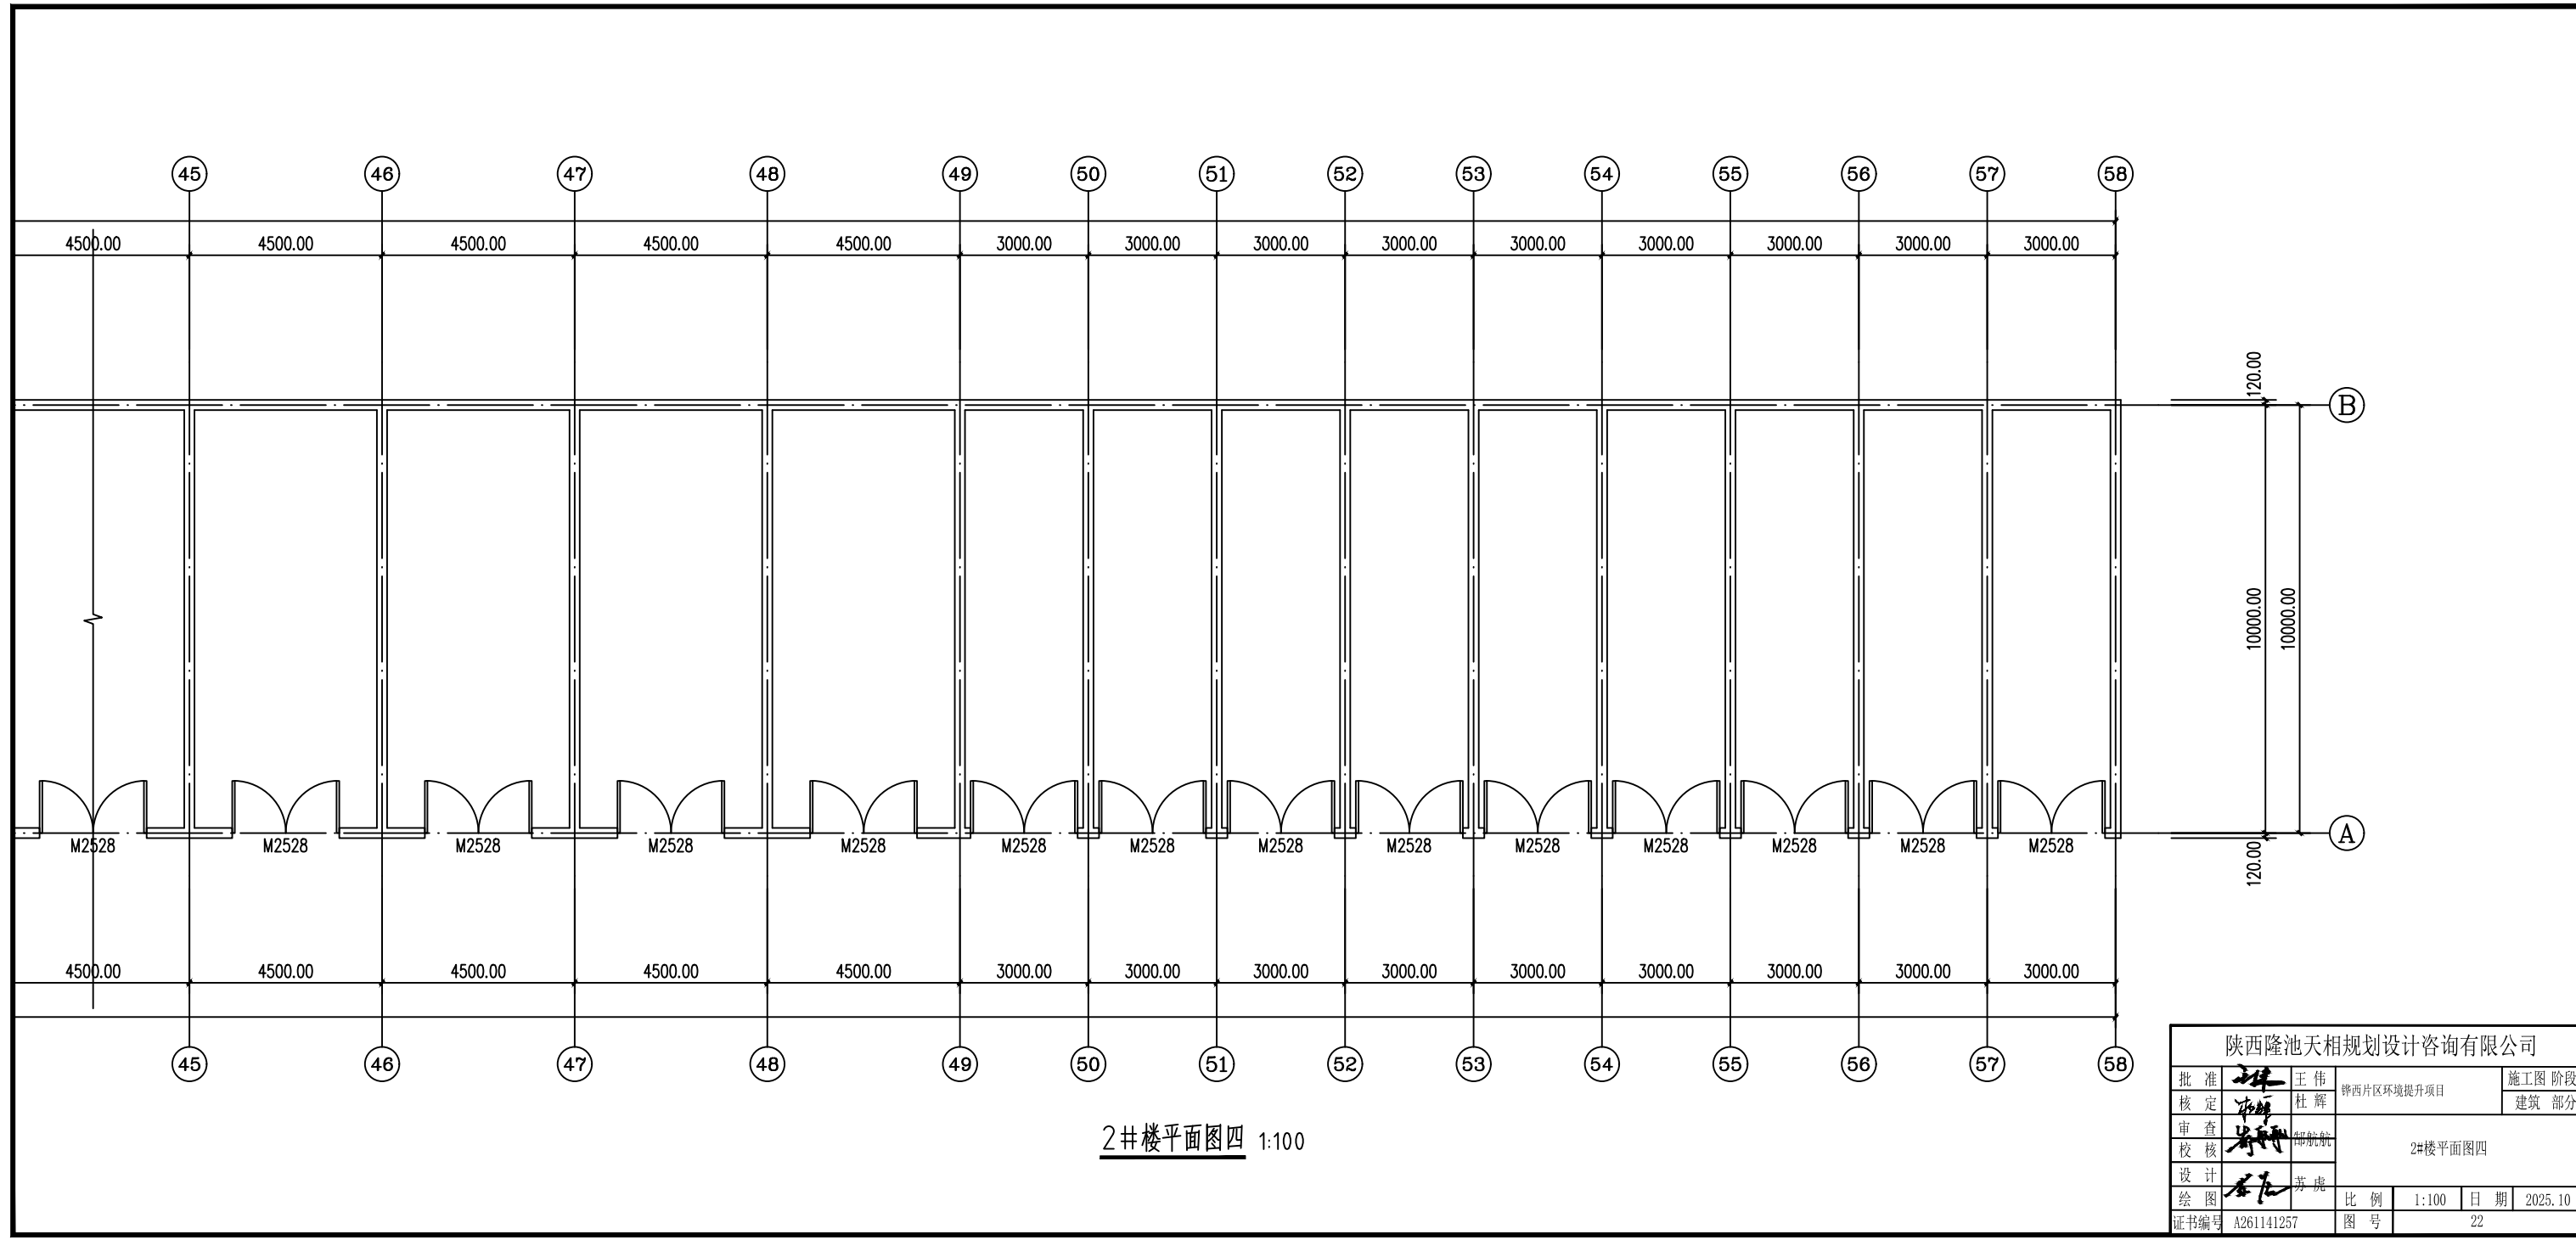 45 46 47 48 49 50 51 52 53 54 55 56 57 58
4500.00 4500.00 4500.00 4500.00 4500.00 3000.00 3000.00 3000.00 3000.00 3000.00 3000.00 3000.00 3000.00 3000.00
120.00
B
10000.00 10000.00
A
M2528 M2528 M2528 M2528 M2528 M2528 M2528 M2528 M2528 M2528 M2528 M2528 M2528 M2528
120.00
4500.00 4500.00 4500.00 4500.00 4500.00 3000.00 3000.00 3000.00 3000.00 3000.00 3000.00 3000.00 3000.00 3000.00
45 46 47 48 49 50 51 52 53 54 55 56 57 58
2#楼平面图四 1:100
陕西隆池天相规划设计咨询有限公司
批 准 王伟 铧西片区环境提升项目 施工图 阶段
核 定 杜辉 建筑 部分
审 查 郜航航
校 核 2#楼平面图四
设 计 苏虎
绘 图 比 例 1:100 日 期 2025.10
证书编号 A261141257 图 号 22